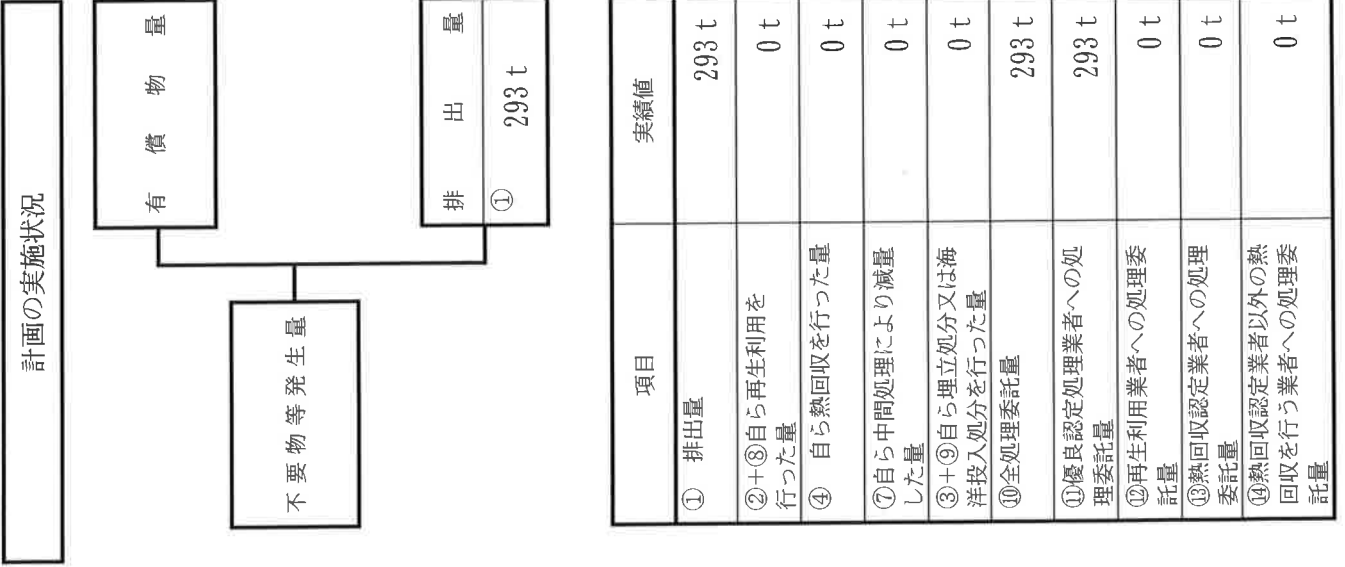 計画の実施状況
有償物量
不要物等発生量
排出量
①
293 t
項目
実績値
① 排出量
293 t
②+⑧自ら再生利用を
行った量
0 t
④ 自ら熱回収を行った量
0 t
⑦自ら中間処理により減量
した量
0 t
③+⑨自ら埋立処分又は海
洋投入処分を行った量
0 t
⑩全処理委託量
293 t
⑪優良認定処理業者への処
理委託量
293 t
⑫再生利用業者への処理委
託量
0 t
⑬熱回収認定業者への処理
委託量
0 t
⑭熱回収認定業者以外の熱
回収を行う業者への処理委
託量
0 t